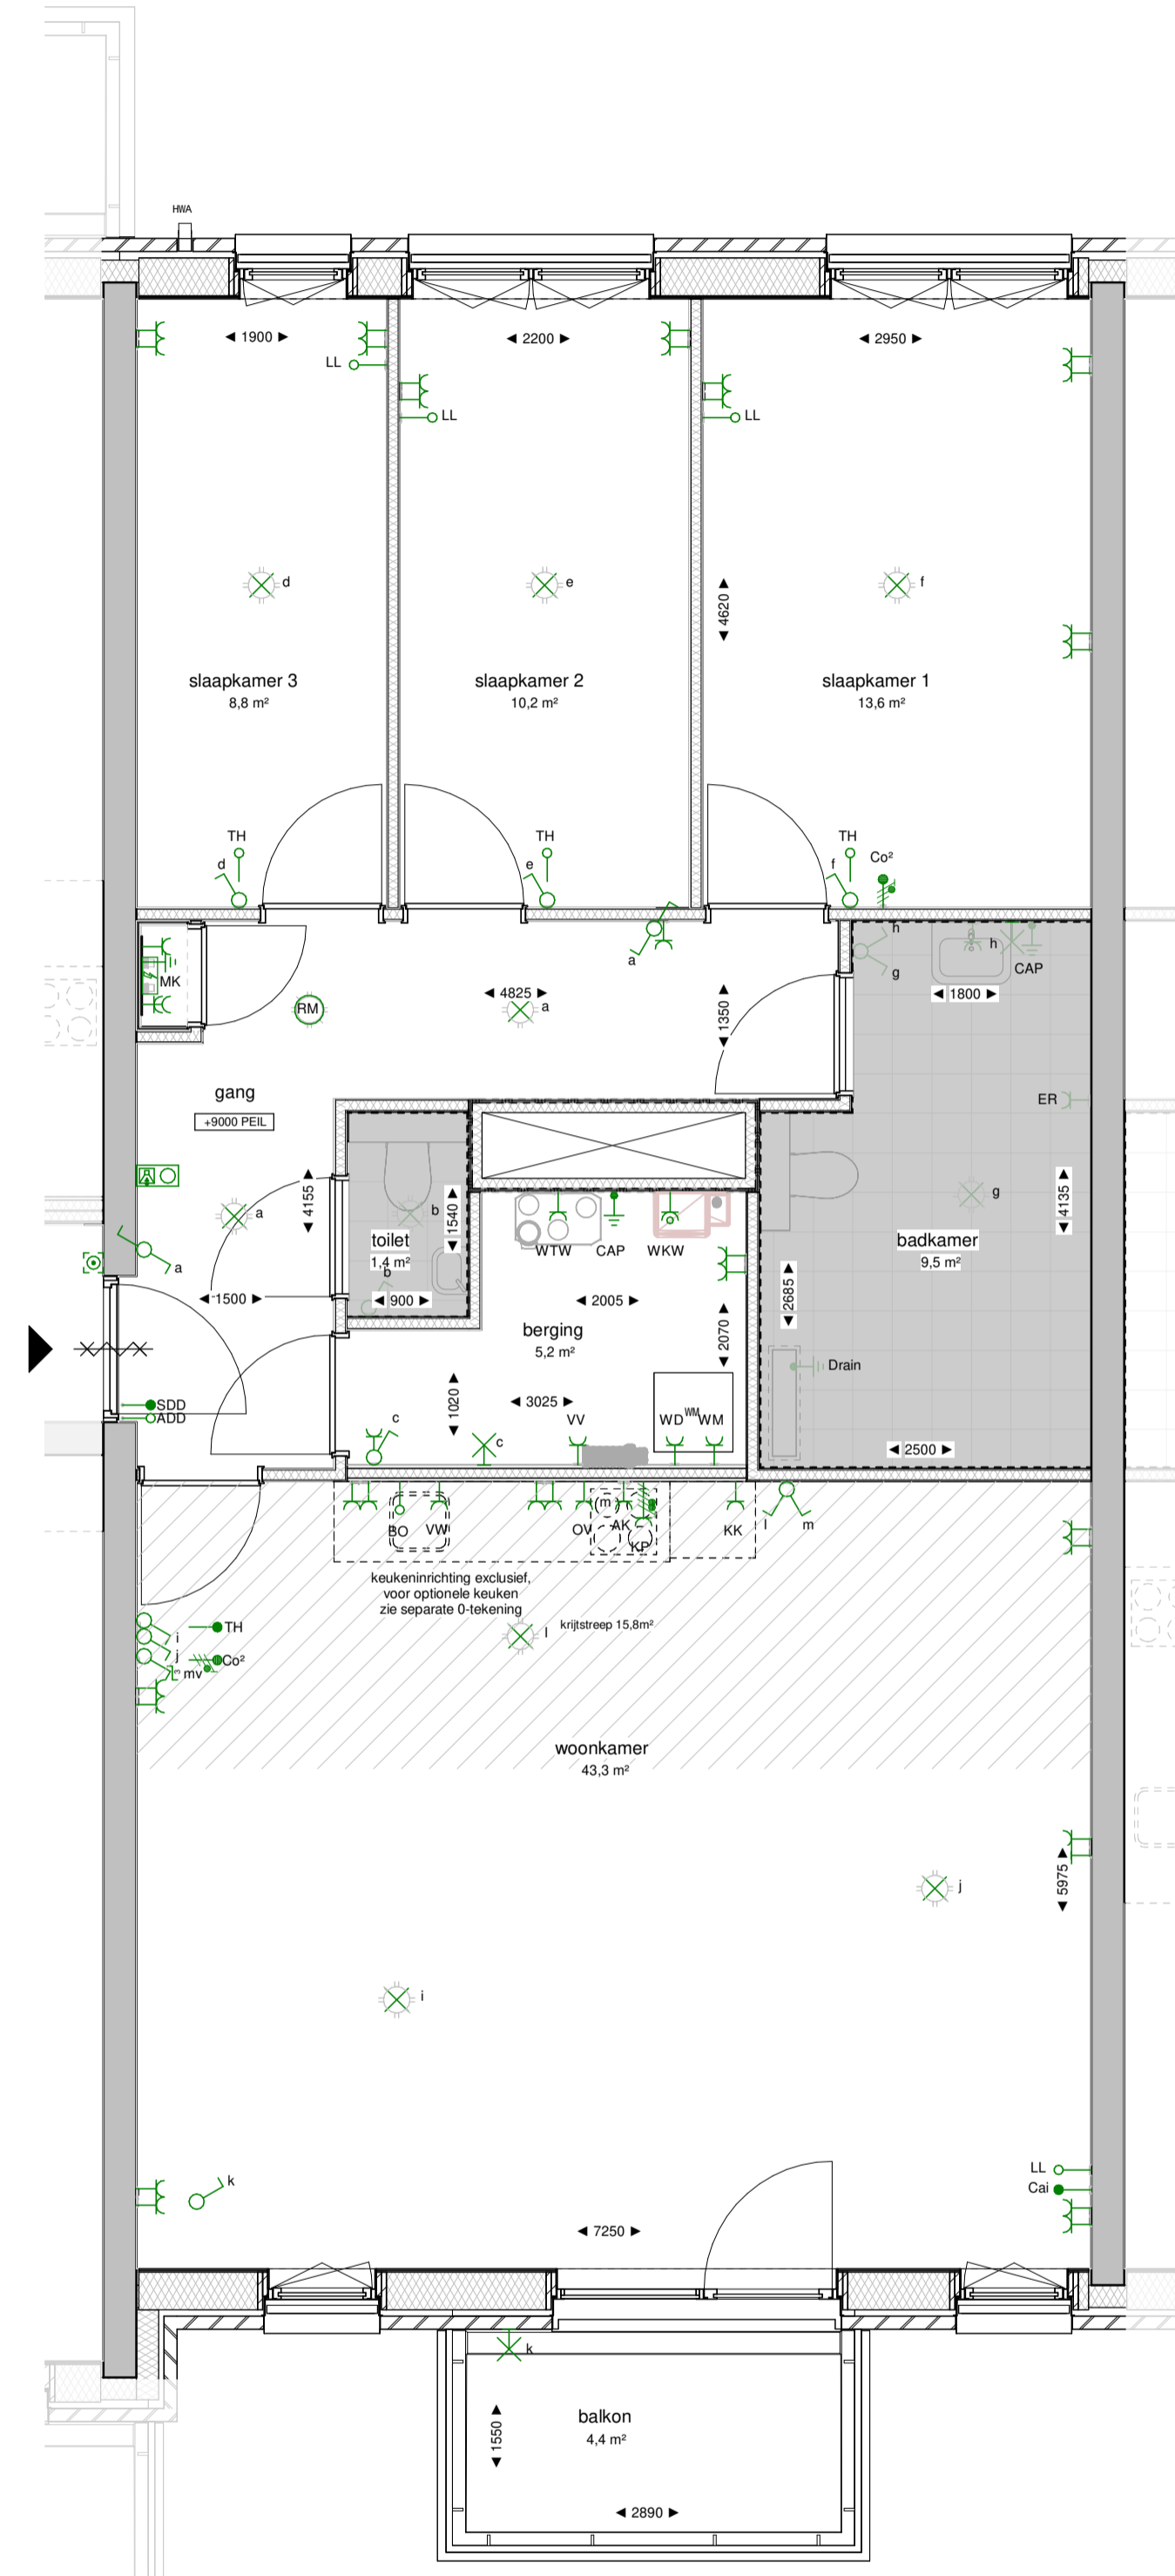 HWA
◄ 1900 ►
◄ 2200 ►
◄ 2950 ►
LL
LL
LL
d
e
f
◄ 4620 ►
slaapkamer 3
8,8 m²
slaapkamer 2
10,2 m²
slaapkamer 1
13,6 m²
TH
d
TH
e
TH
f
Co²
a
h
g
h
CAP
◄ 1800 ►
MK
RM
◄ 4825 ►
a
◄ 1350 ►
gang
+9000 PEIL
ER
◄ 4155 ►
a
a
◄ 1500 ►
b
◄ 1540 ►
toilet
1,4 m²
b
◄ 900 ►
WTW
CAP
WKW
◄ 2005 ►
berging
5,2 m²
◄ 2070 ►
◄ 1020 ►
◄ 3025 ►
c
c
VV
WD
WM
WM
g
◄ 4135 ►
badkamer
9,5 m²
◄ 2685 ►
Drain
◄ 2500 ►
SDD
ADD
BO
VW
OV
m
AK
KP
KK
l
m
keukeninrichting exclusief,
voor optionele keuken
zie separate 0-tekening
l
krijtstreep 15,8m²
i
j
3 mv
TH
Co²
woonkamer
43,3 m²
◄ 5975 ►
j
i
k
LL
Cai
◄ 7250 ►
k
balkon
4,4 m²
◄ 1550 ►
◄ 2890 ►